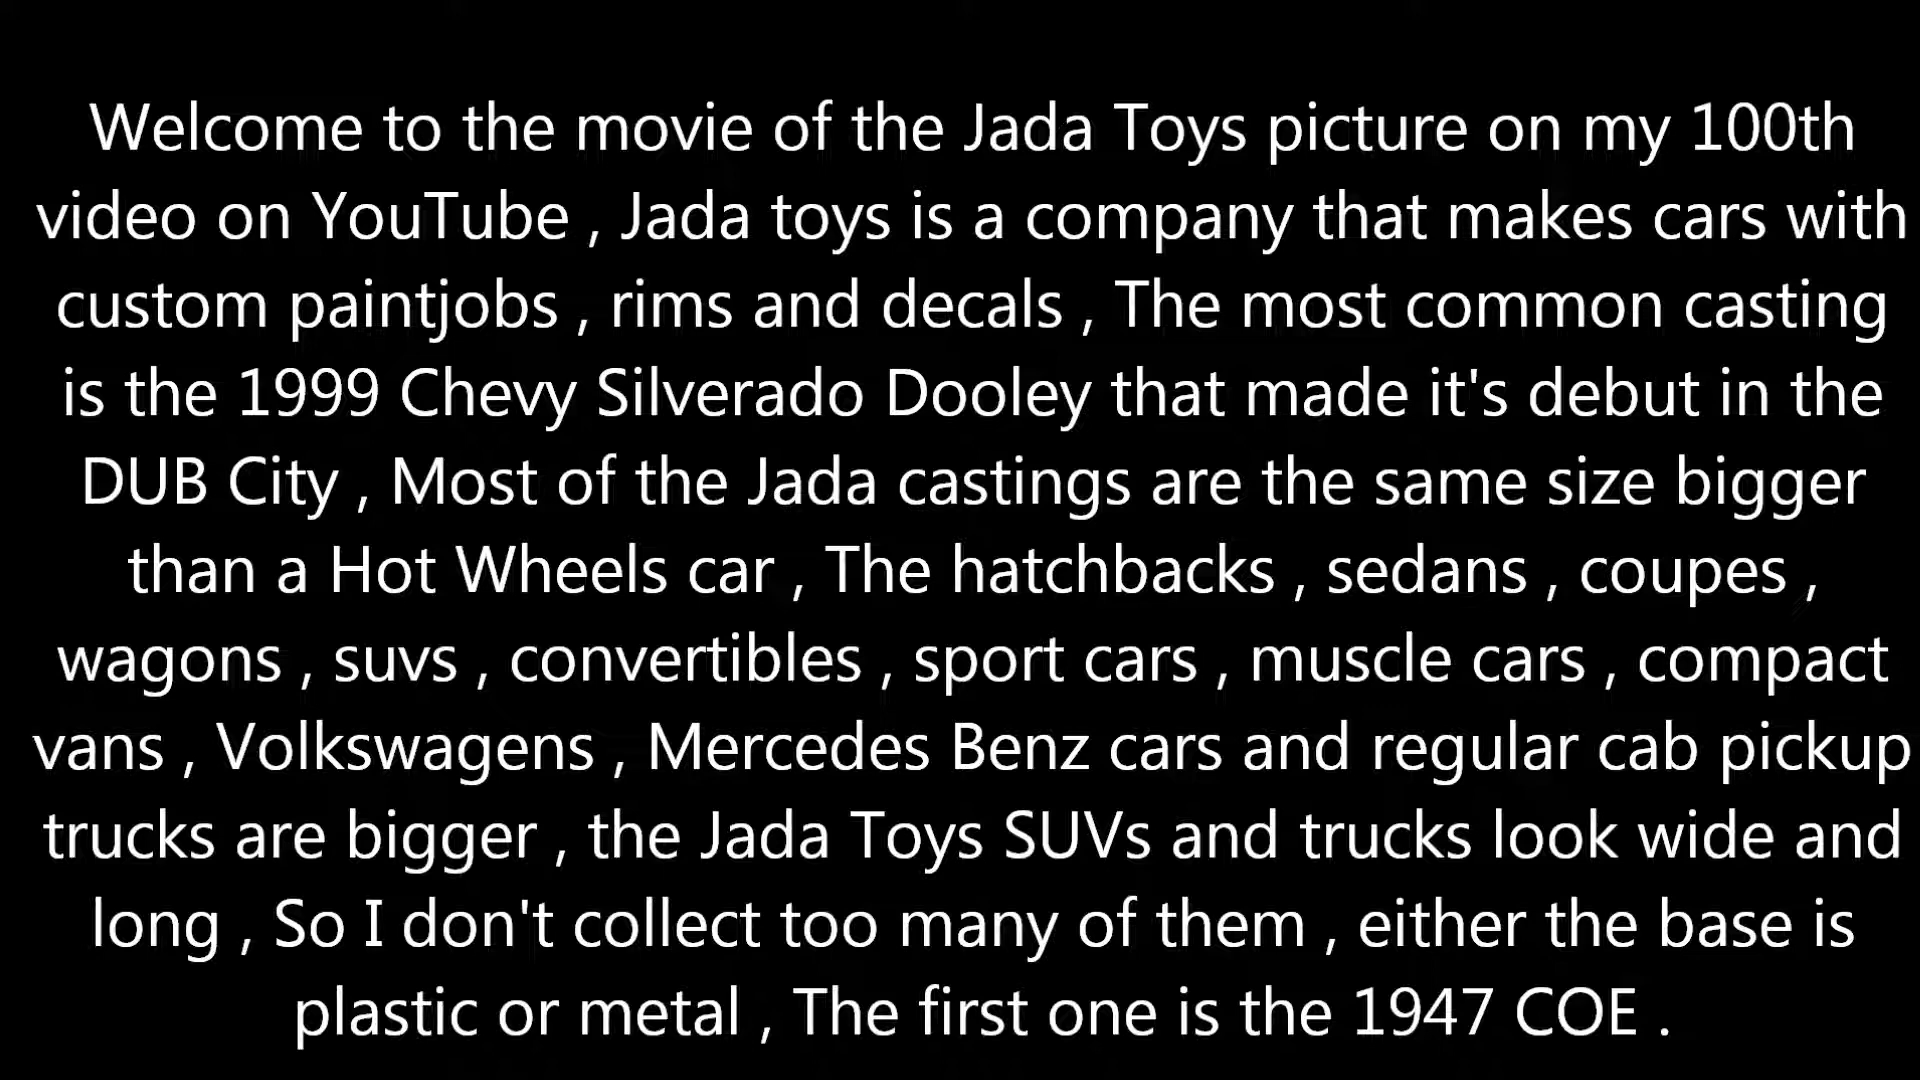 Welcome to the movie of the Jada Toys picture on my 100th
video on YouTube , Jada toys is a company that makes cars with
custom paintjobs , rims and decals , The most common casting
is the 1999 Chevy Silverado Dooley that made it's debut in the
DUB City , Most of the Jada castings are the same size bigger
than a Hot Wheels car , The hatchbacks , sedans , coupes ,
wagons , suvs , convertibles , sport cars , muscle cars , compact
vans , Volkswagens , Mercedes Benz cars and regular cab pickup
trucks are bigger , the Jada Toys SUVs and trucks look wide and
long , So I don't collect too many of them , either the base is
plastic or metal , The first one is the 1947 COE .